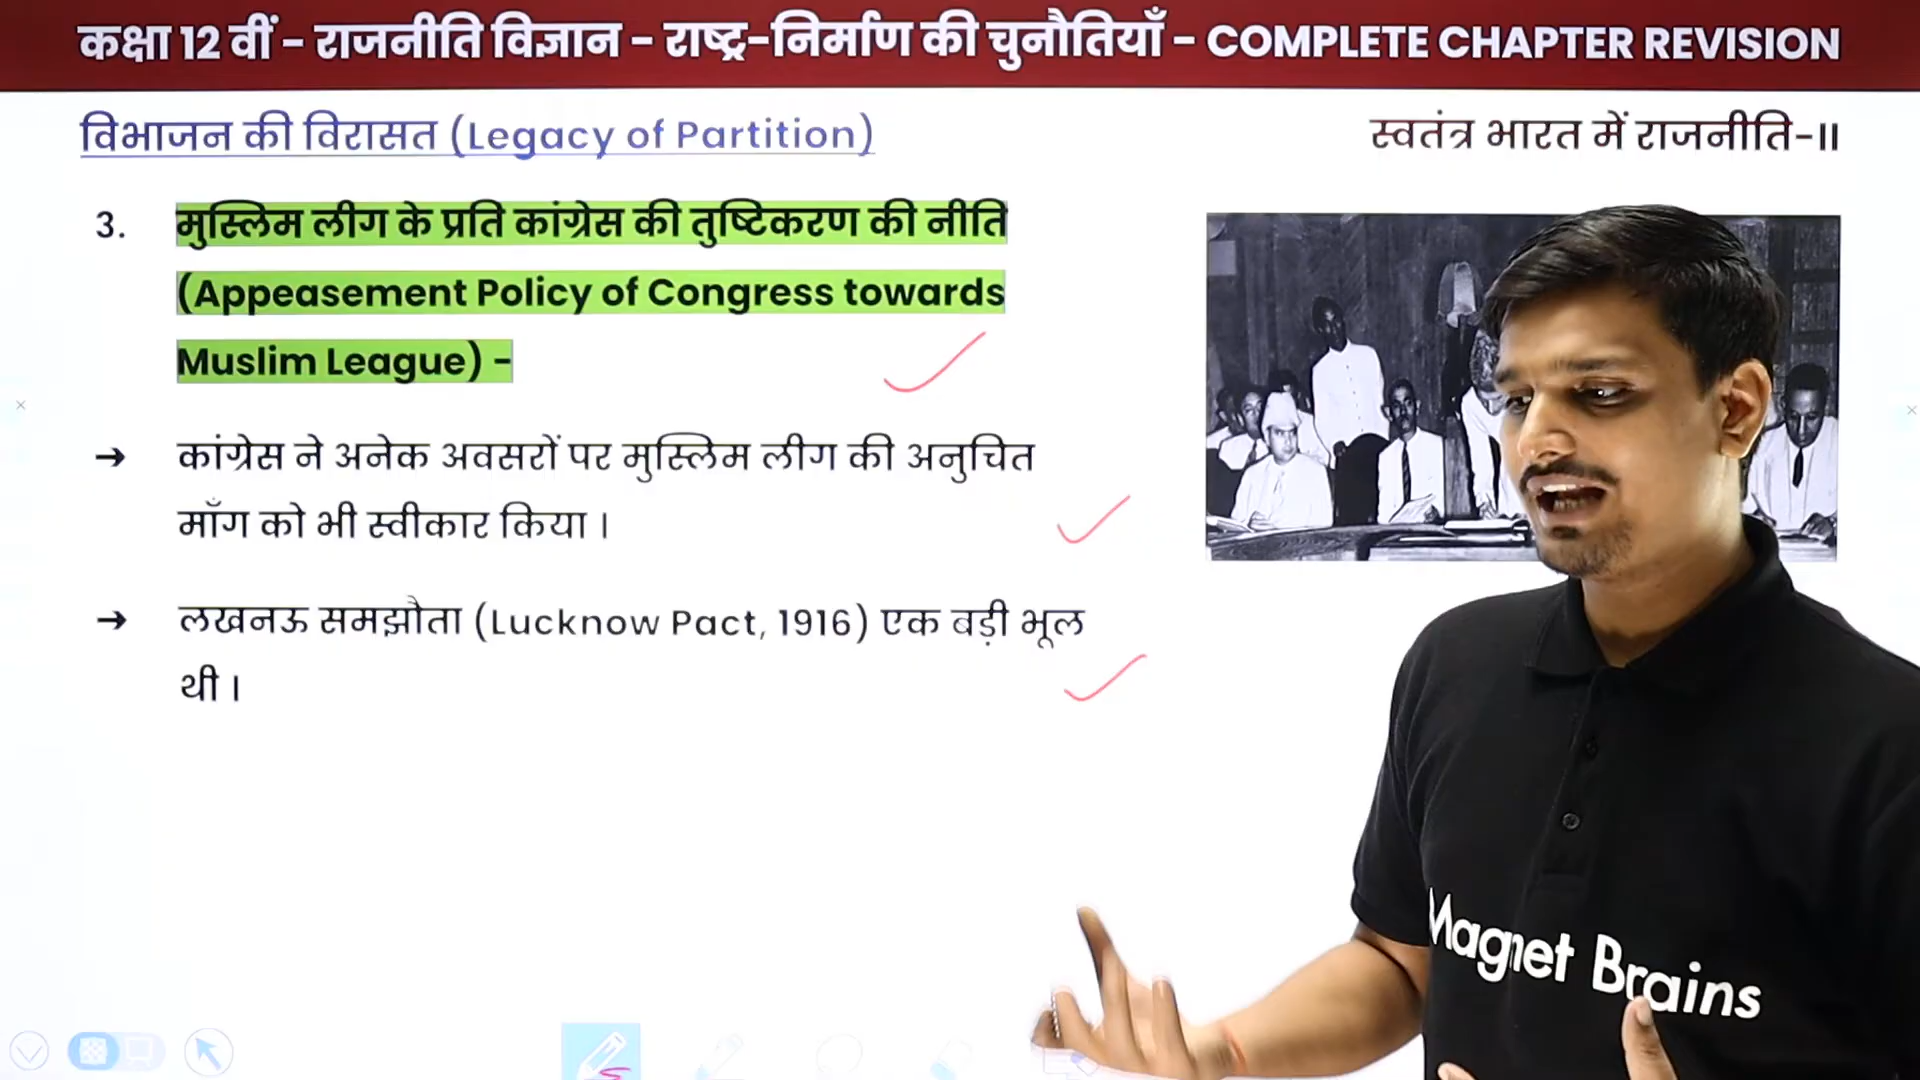 कक्षा 12 वीं – राजनीति विज्ञान – राष्ट्र-निर्माण की चुनौतियाँ – COMPLETE CHAPTER REVISION
विभाजन की विरासत (Legacy of Partition)
स्वतंत्र भारत में राजनीति-II
3. मुस्लिम लीग के प्रति कांग्रेस की तुष्टिकरण की नीति
(Appeasement Policy of Congress towards
Muslim League) -
→ कांग्रेस ने अनेक अवसरों पर मुस्लिम लीग की अनुचित
माँग को भी स्वीकार किया ।
→ लखनऊ समझौता (Lucknow Pact, 1916) एक बड़ी भूल
थी ।
Magnet Brains